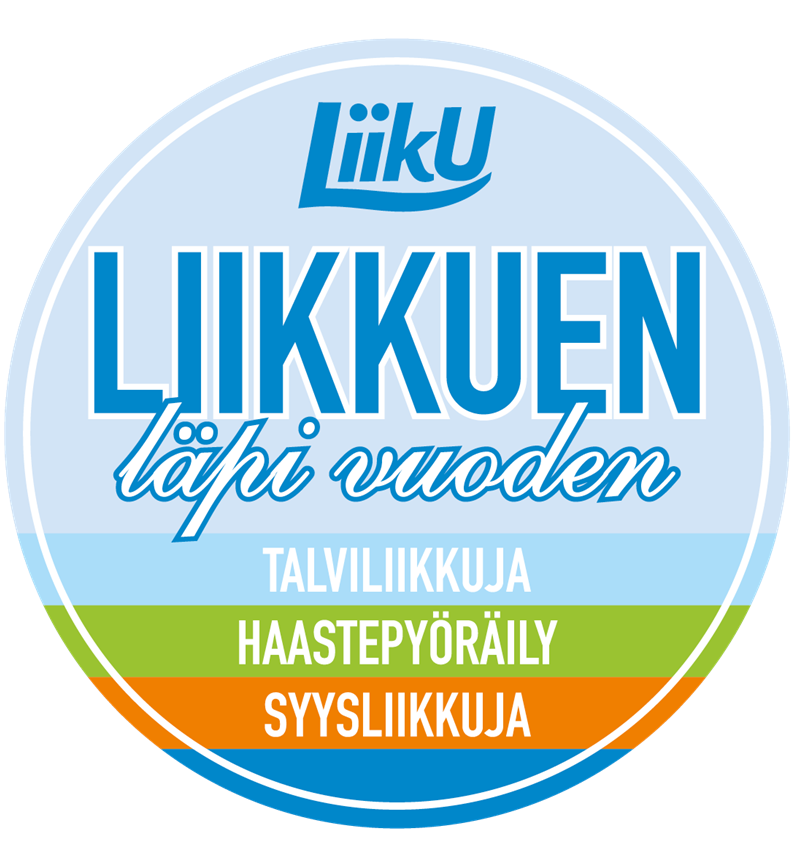 LiikU
LIIKKUEN
läpi vuoden
TALVILIIKKUJA
HAASTEPYÖRÄILY
SYYSLIIKKUJA